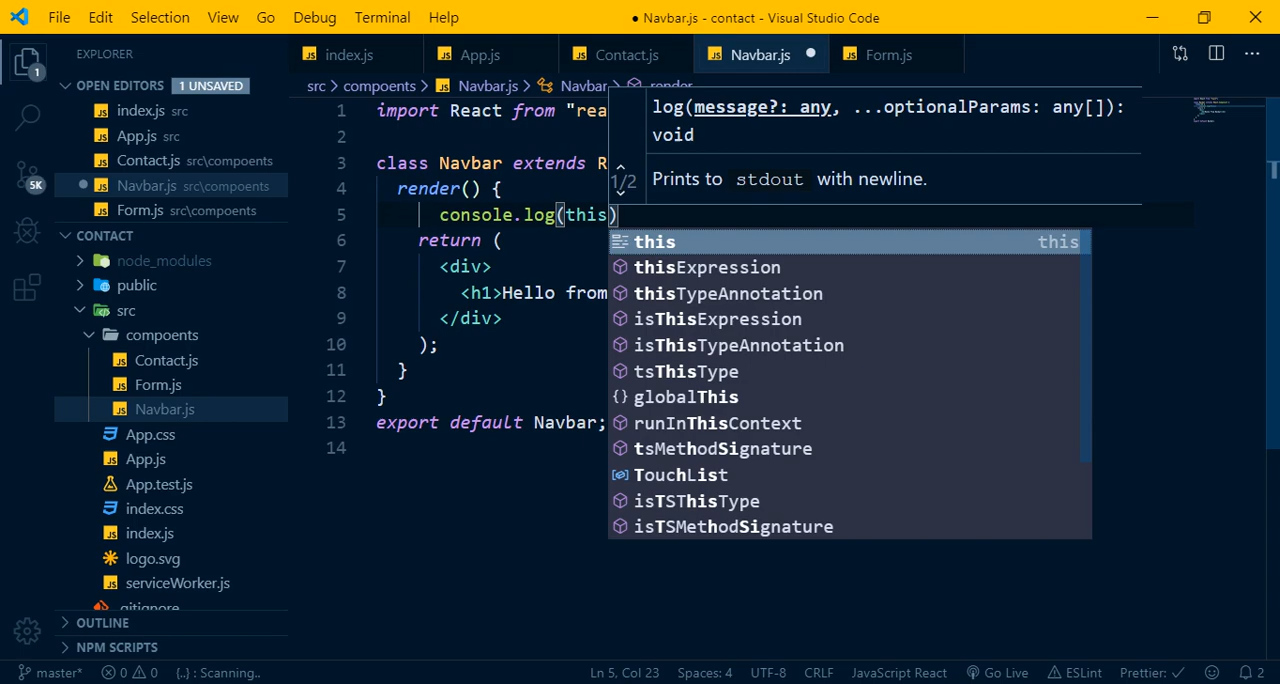 File Edit Selection View Go Debug Terminal Help
● Navbar.js - contact - Visual Studio Code
EXPLORER
OPEN EDITORS 1 UNSAVED
index.js src
App.js src
Contact.js src\compoents
Navbar.js src\compoents
Form.js src\compoents
CONTACT
node_modules
public
src
compoents
Contact.js
Form.js
Navbar.js
App.css
App.js
App.test.js
index.css
index.js
logo.svg
serviceWorker.js
.gitignore
OUTLINE
NPM SCRIPTS
1
5K
index.js App.js Contact.js Navbar.js Form.js
src > compoents > Navbar.js > Navbar > render
1 import React from "rea
2
3 class Navbar extends R
4 render() {
5 console.log(this)
6 return (
7 <div>
8 <h1>Hello from
9 </div>
10 );
11 }
12 }
13 export default Navbar;
14
log(message?: any, ...optionalParams: any[]):
void
1/2
Prints to stdout with newline.
this this
thisExpression
thisTypeAnnotation
isThisExpression
isThisTypeAnnotation
tsThisType
globalThis
runInThisContext
tsMethodSignature
TouchList
isTSThisType
isTSMethodSignature
master* 0 0 {..} : Scanning.. Ln 5, Col 23 Spaces: 4 UTF-8 CRLF JavaScript React Go Live ESLint Prettier: ✓ 2